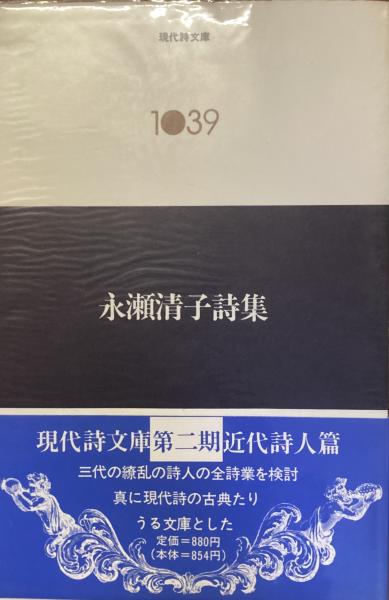 現代詩文庫
1●39
永瀬清子詩集
現代詩文庫第二期近代詩人篇
三代の繚乱の詩人の全詩業を検討
真に現代詩の古典たり
うる文庫とした
定価=880円
(本体=854円)